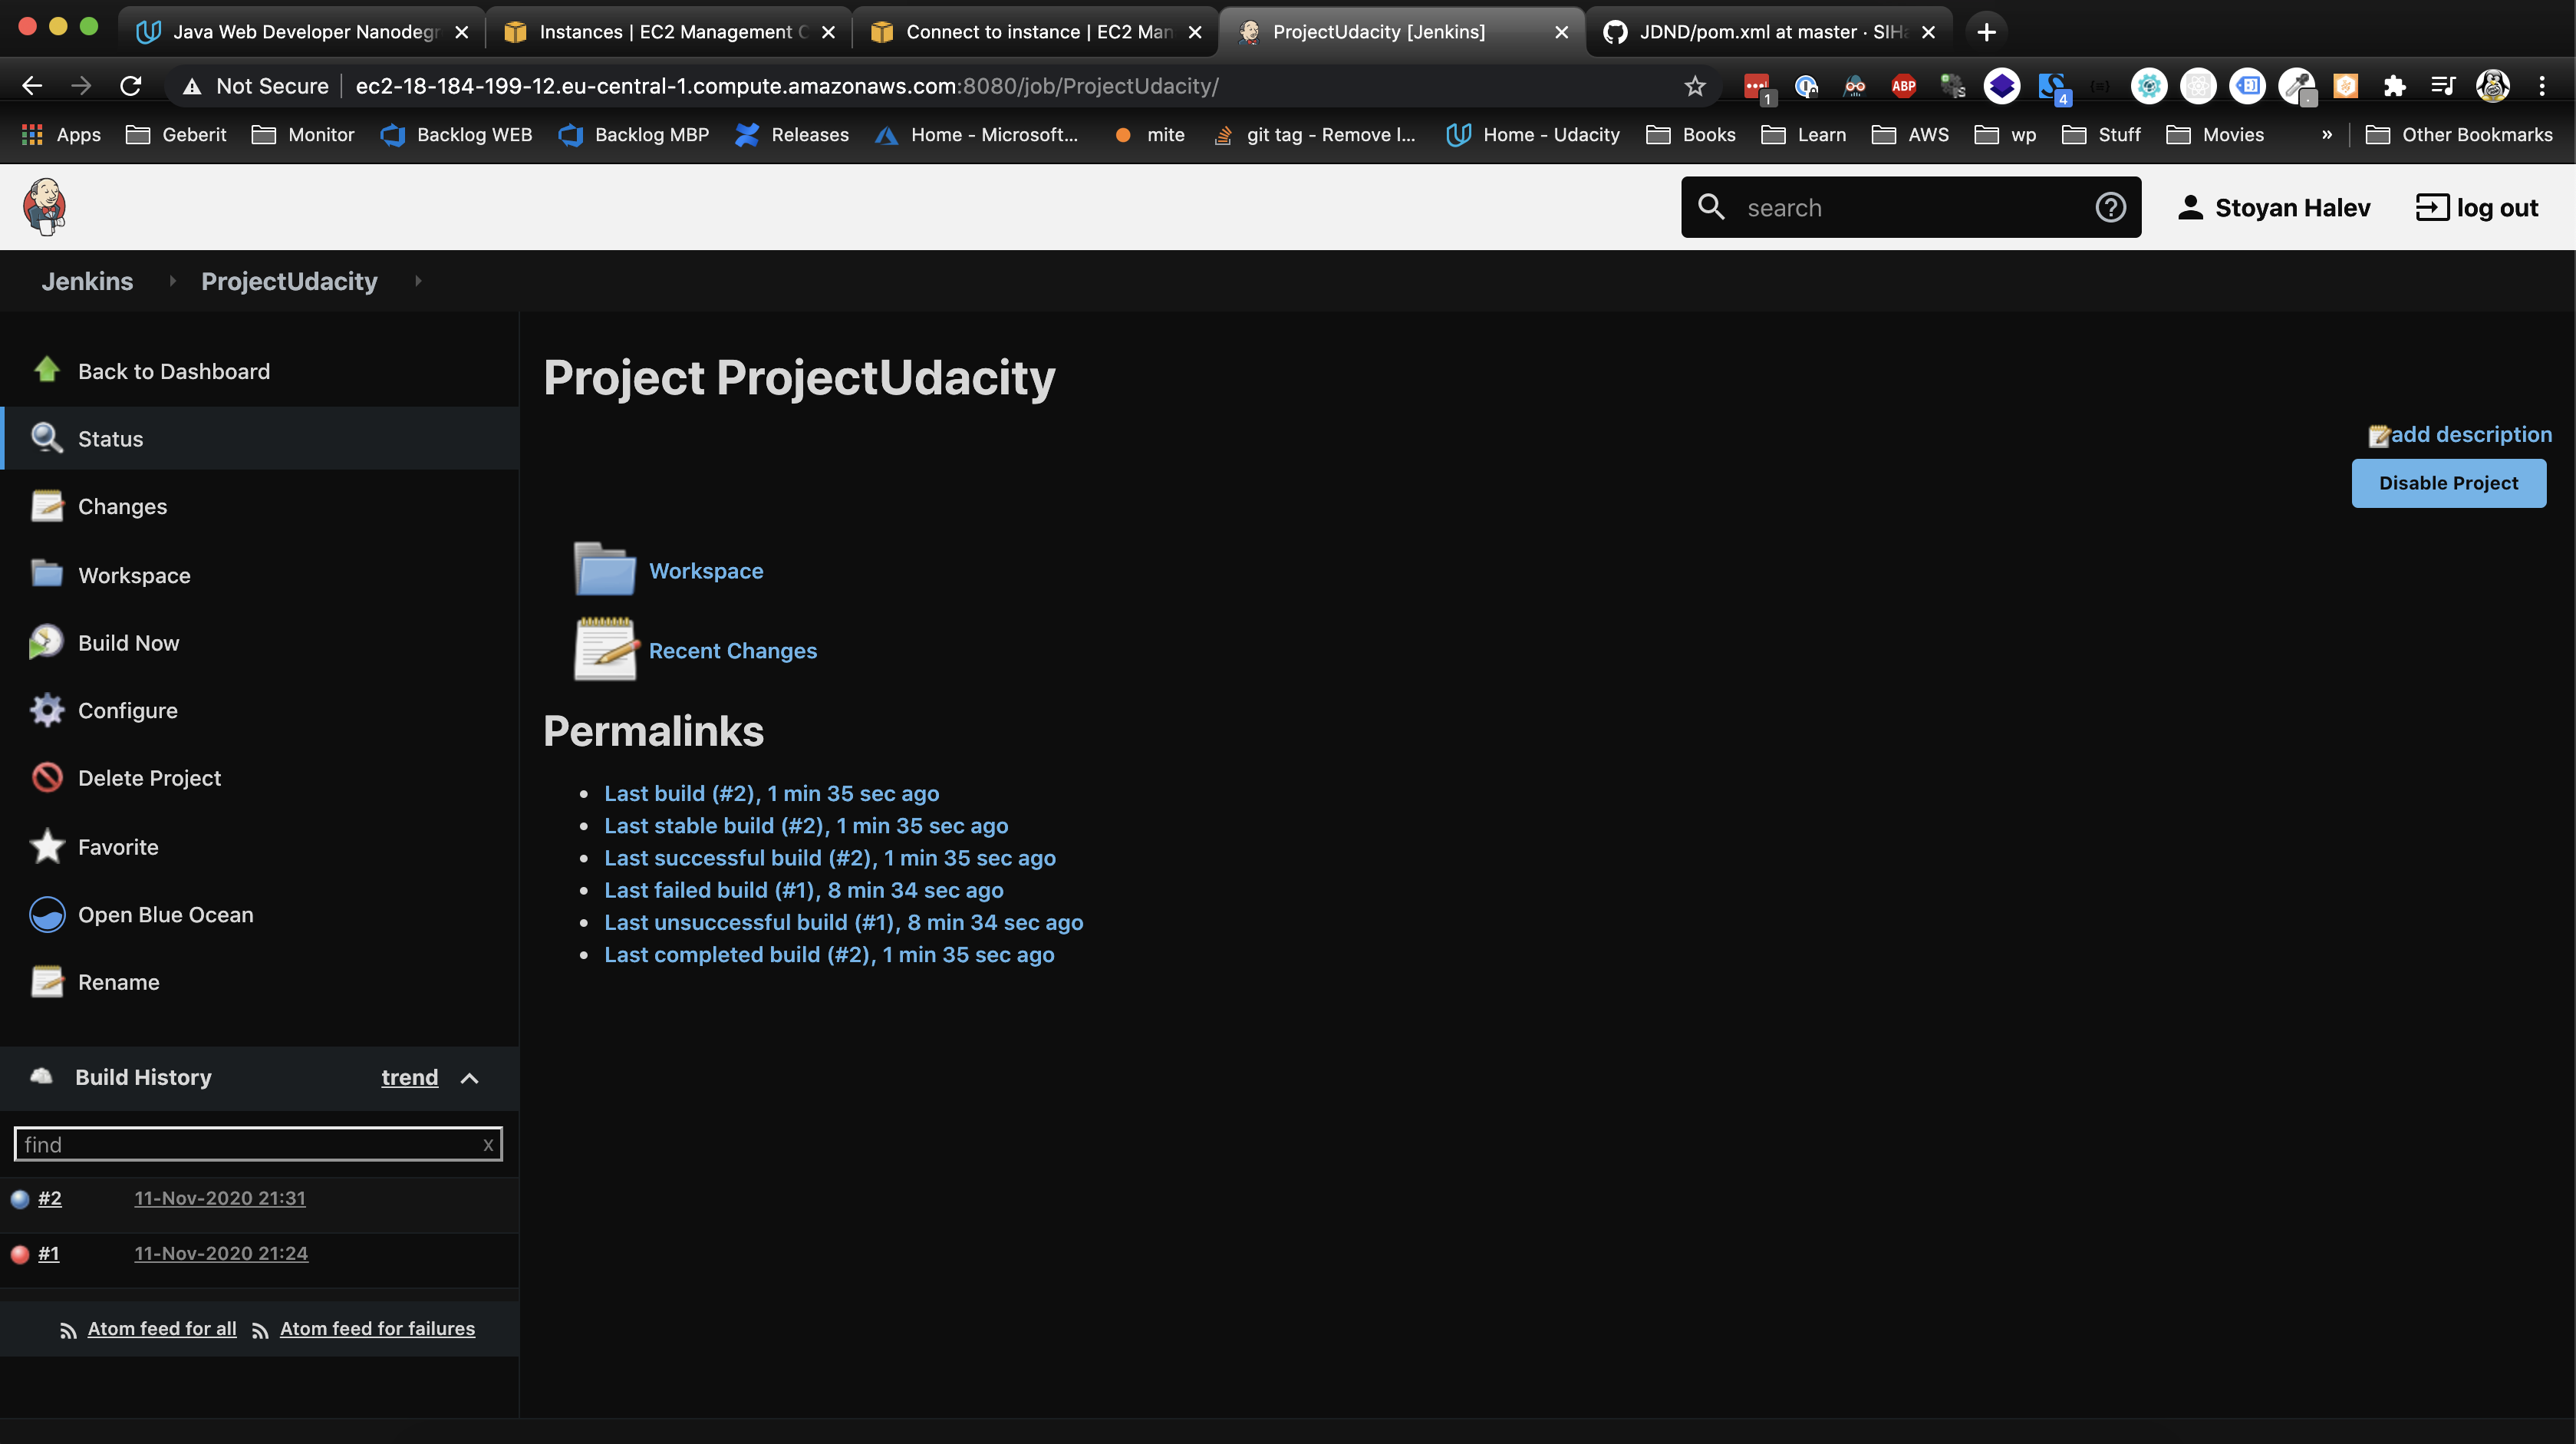 Java Web Developer Nanodegr
Instances | EC2 Management C
Connect to instance | EC2 Man
ProjectUdacity [Jenkins]
JDND/pom.xml at master · SIHa
Not Secure
ec2-18-184-199-12.eu-central-1.compute.amazonaws.com:8080/job/ProjectUdacity/
1
ABP
4
Apps
Geberit
Monitor
Backlog WEB
Backlog MBP
Releases
Home - Microsoft...
mite
git tag - Remove l...
Home - Udacity
Books
Learn
AWS
wp
Stuff
Movies
»
Other Bookmarks
search
Stoyan Halev
log out
Jenkins
ProjectUdacity
Back to Dashboard
Status
Changes
Workspace
Build Now
Configure
Delete Project
Favorite
Open Blue Ocean
Rename
Build History
trend
find
x
#2
11-Nov-2020 21:31
#1
11-Nov-2020 21:24
Atom feed for all
Atom feed for failures
Project ProjectUdacity
add description
Disable Project
Workspace
Recent Changes
Permalinks
• Last build (#2), 1 min 35 sec ago
• Last stable build (#2), 1 min 35 sec ago
• Last successful build (#2), 1 min 35 sec ago
• Last failed build (#1), 8 min 34 sec ago
• Last unsuccessful build (#1), 8 min 34 sec ago
• Last completed build (#2), 1 min 35 sec ago